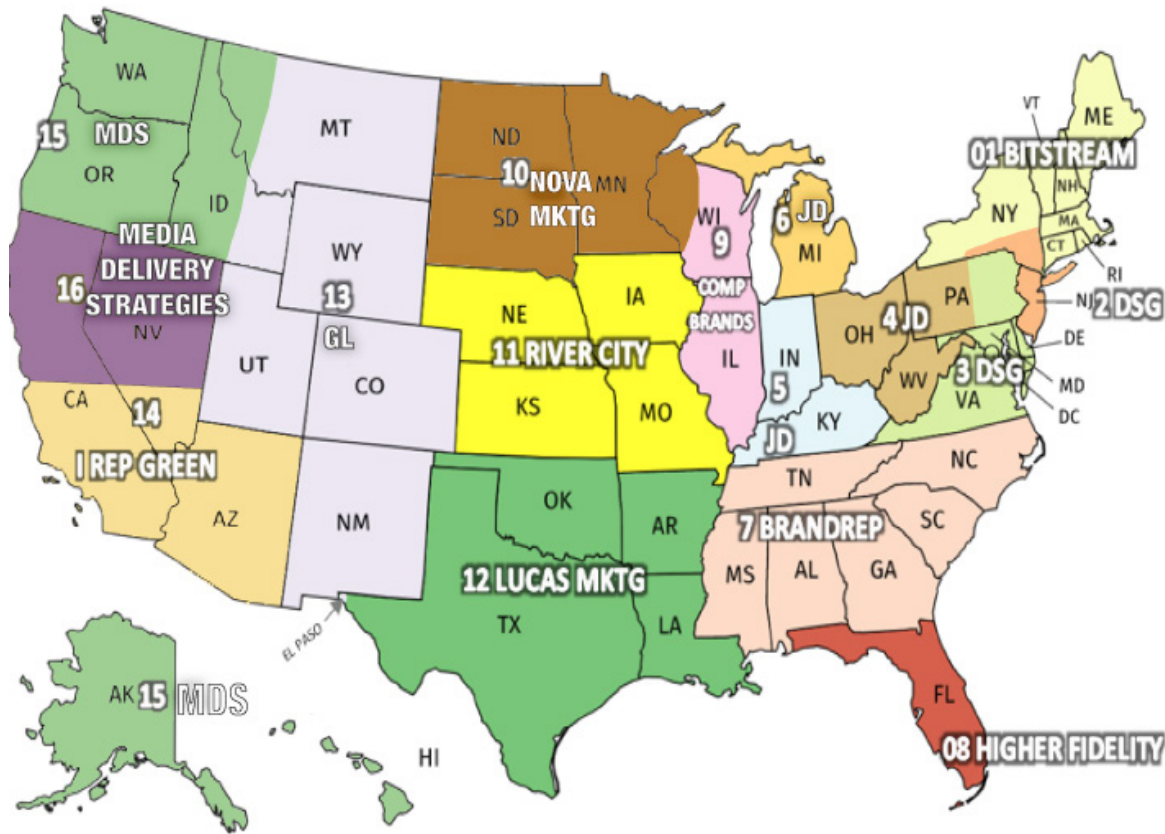 WA
15 MDS
OR
ID
MT
ND
10 NOVA
MKTG
MN
SD
WI
9
COMP
BRANDS
IL
6 JD
MI
VT
ME
01 BITSTREAM
NH
NY
MA
CT
RI
MEDIA
DELIVERY
STRATEGIES
16
NV
WY
13
GL
UT
CO
NE
IA
11 RIVER CITY
KS
MO
IN
5
JD
KY
OH
4 JD
PA
WV
NJ
2 DSG
DE
3 DSG
MD
VA
DC
CA
14
I REP GREEN
AZ
NM
EL PASO
OK
AR
12 LUCAS MKTG
TX
LA
TN
NC
7 BRANDREP
SC
MS
AL
GA
FL
08 HIGHER FIDELITY
AK
15 MDS
HI